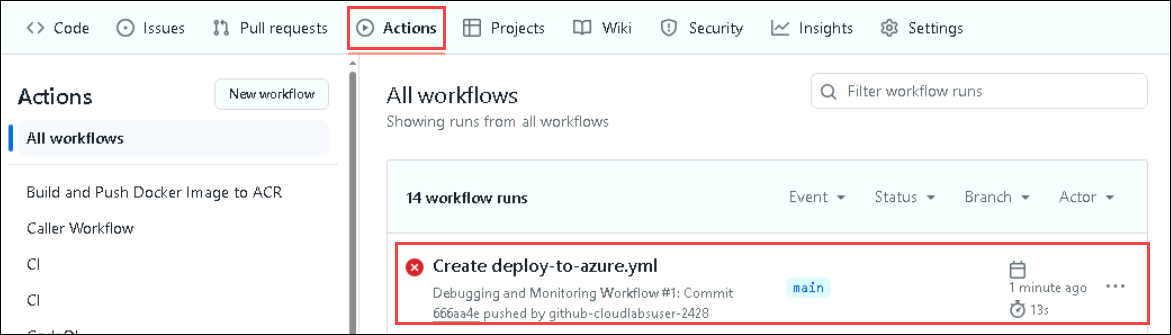 Code Issues Pull requests Actions Projects Wiki Security Insights Settings
Actions
New workflow
All workflows
Build and Push Docker Image to ACR
Caller Workflow
CI
CI
CodeQL
All workflows
Showing runs from all workflows
Filter workflow runs
14 workflow runs
Event Status Branch Actor
Create deploy-to-azure.yml
Debugging and Monitoring Workflow #1: Commit
666aa4e pushed by github-cloudlabsuser-2428
main
1 minute ago
13s